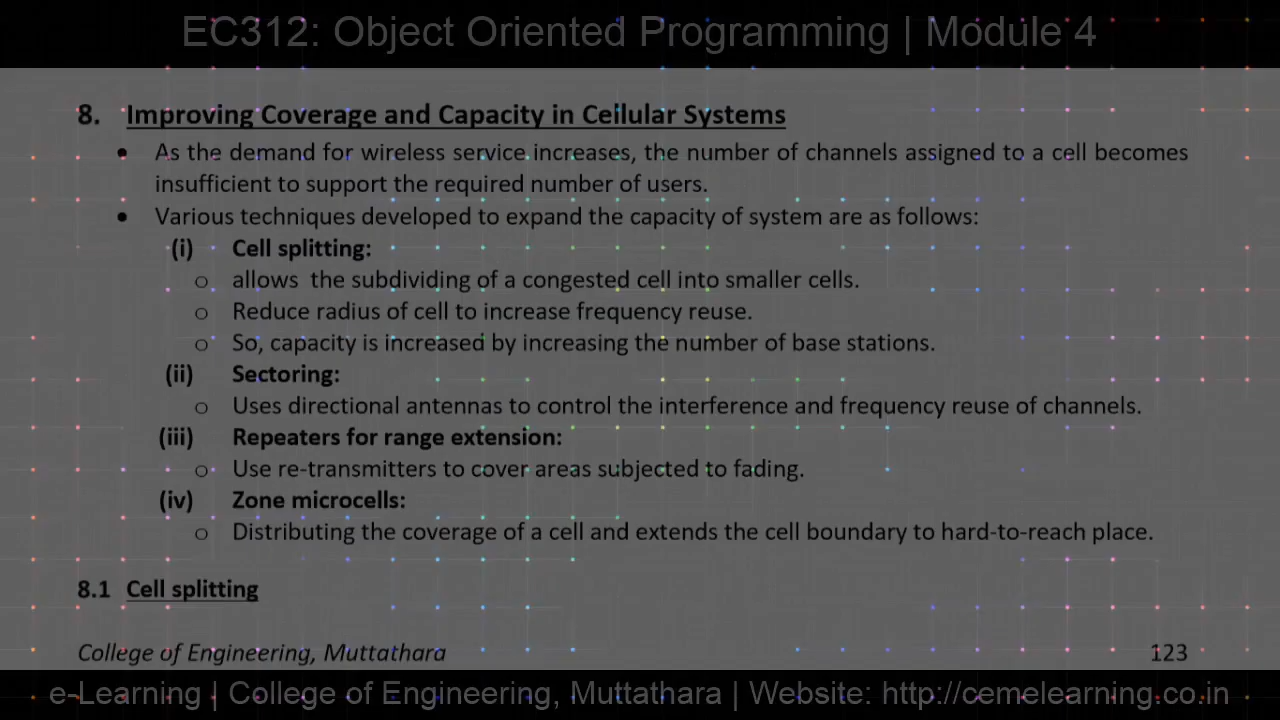 EC312: Object Oriented Programming | Module 4
8. Improving Coverage and Capacity in Cellular Systems
• As the demand for wireless service increases, the number of channels assigned to a cell becomes
insufficient to support the required number of users.
• Various techniques developed to expand the capacity of system are as follows:
(i) Cell splitting:
o allows the subdividing of a congested cell into smaller cells.
o Reduce radius of cell to increase frequency reuse.
o So, capacity is increased by increasing the number of base stations.
(ii) Sectoring:
o Uses directional antennas to control the interference and frequency reuse of channels.
(iii) Repeaters for range extension:
o Use re-transmitters to cover areas subjected to fading.
(iv) Zone microcells:
o Distributing the coverage of a cell and extends the cell boundary to hard-to-reach place.
8.1 Cell splitting
College of Engineering, Muttathara 123
e-Learning | College of Engineering, Muttathara | Website: http://cemelearning.co.in